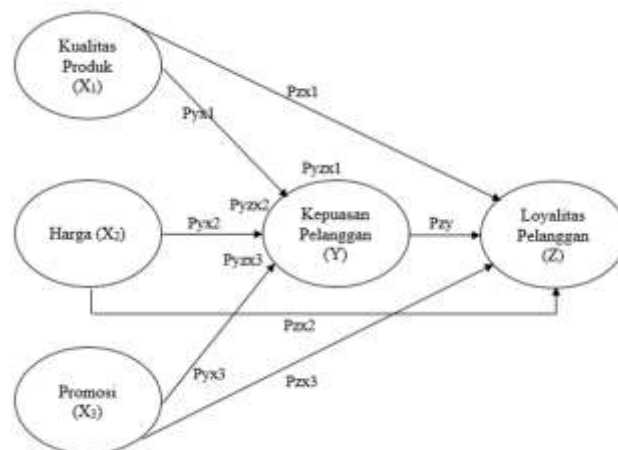 Kualitas
Produk
(X₁)
Pzx1
Pyx1
Pyzx1
Pyzx2
Harga (X₂)
Pyx2
Kepuasan
Pelanggan
(Y)
Pzy
Loyalitas
Pelanggan
(Z)
Pyzx3
Pzx2
Pyx3
Pzx3
Promosi
(X₃)